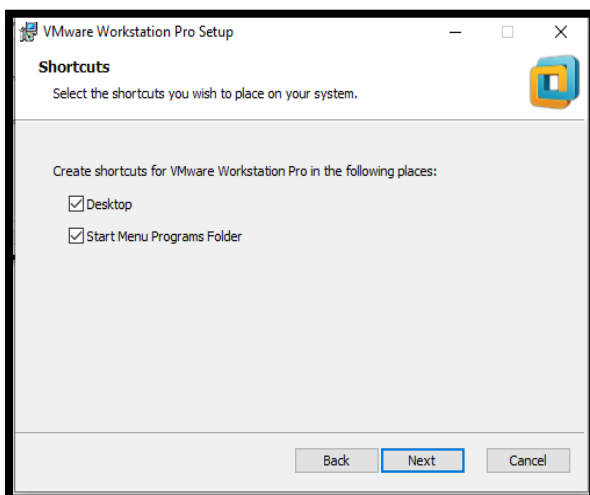 VMware Workstation Pro Setup
Shortcuts
Select the shortcuts you wish to place on your system.
Create shortcuts for VMware Workstation Pro in the following places:
Desktop
Start Menu Programs Folder
Back Next Cancel